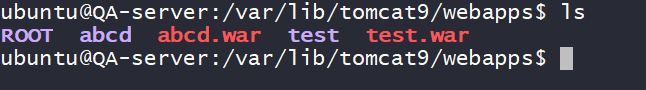 ubuntu@QA-server:/var/lib/tomcat9/webapps$ ls
ROOT  abcd  abcd.war  test  test.war
ubuntu@QA-server:/var/lib/tomcat9/webapps$